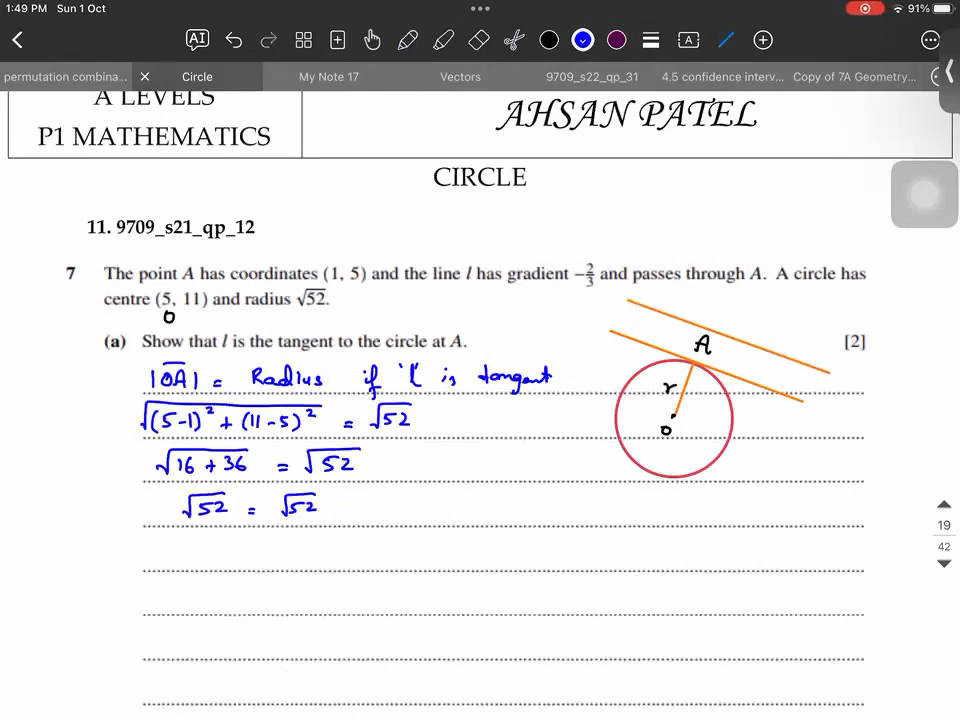 1:49 PM Sun 1 Oct
91%
AI
A
permutation combina...
Circle
My Note 17
Vectors
9709_s22_qp_31
4.5 confidence interv...
Copy of 7A Geometry...
A LEVELS
P1 MATHEMATICS
AHSAN PATEL
CIRCLE
11. 9709_s21_qp_12
7 The point A has coordinates (1, 5) and the line l has gradient −2/3 and passes through A. A circle has
centre (5, 11) and radius √52.
O
(a) Show that l is the tangent to the circle at A. [2]
|OA| = Radius if 'l' is tangent
√(5-1)² + (11-5)² = √52
√16 + 36 = √52
√52 = √52
A
r
O
19
42